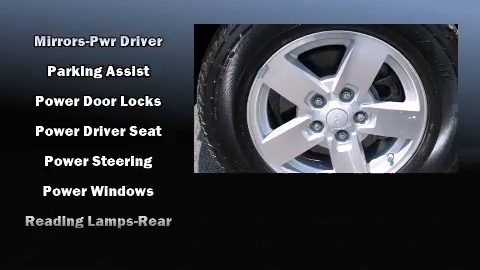 Mirrors-Pwr Driver
Parking Assist
Power Door Locks
Power Driver Seat
Power Steering
Power Windows
Reading Lamps-Rear